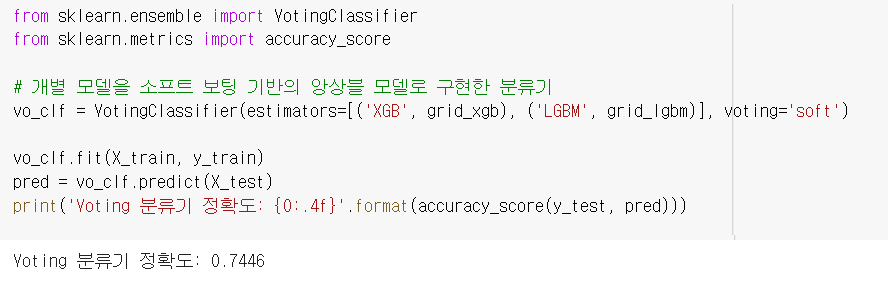 from sklearn.ensemble import VotingClassifier
from sklearn.metrics import accuracy_score
# 개별 모델을 소프트 보팅 기반의 앙상블 모델로 구현한 분류기
vo_clf = VotingClassifier(estimators=[('XGB', grid_xgb), ('LGBM', grid_lgbm)], voting='soft')
vo_clf.fit(X_train, y_train)
pred = vo_clf.predict(X_test)
print('Voting 분류기 정확도: {0:.4f}'.format(accuracy_score(y_test, pred)))
Voting 분류기 정확도: 0.7446